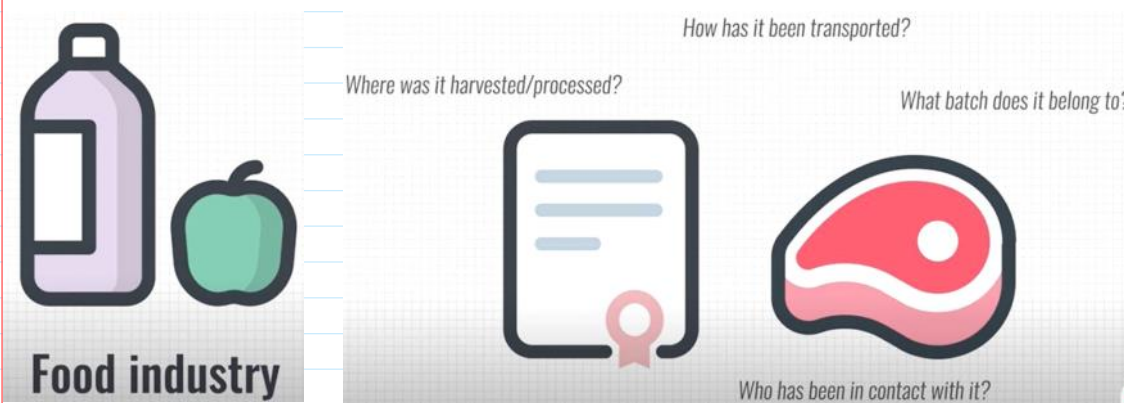 How has it been transported?
Where was it harvested/processed?
What batch does it belong to?
Food industry
Who has been in contact with it?